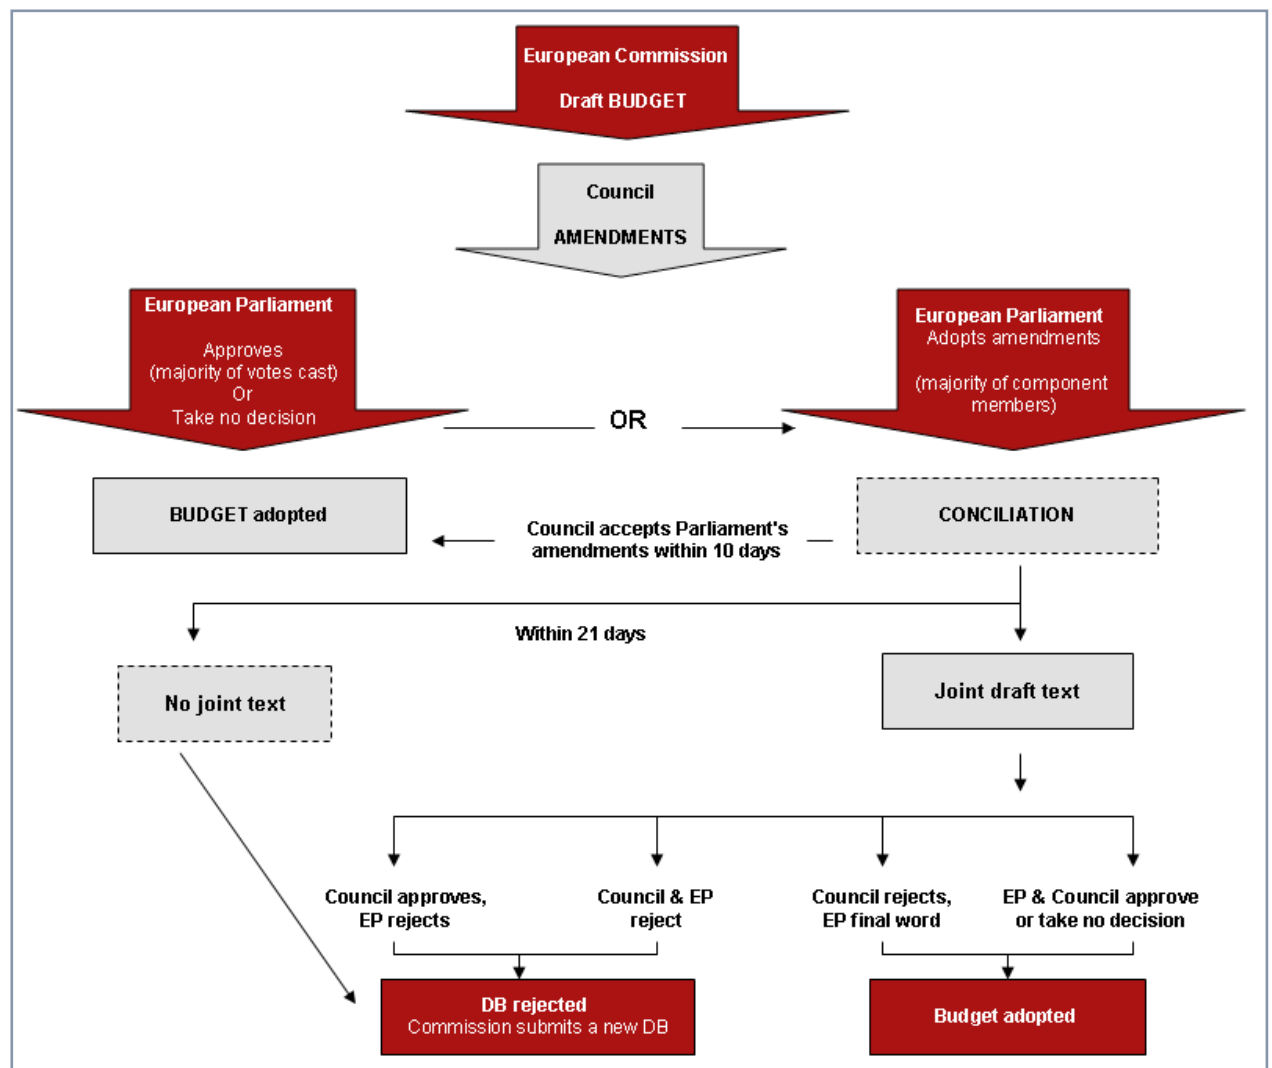 European Commission
Draft BUDGET
Council
AMENDMENTS
European Parliament
Approves
(majority of votes cast)
Or
Take no decision
OR
European Parliament
Adopts amendments
(majority of component
members)
BUDGET adopted
Council accepts Parliament's
amendments within 10 days
CONCILIATION
Within 21 days
No joint text
Joint draft text
Council approves,
EP rejects
Council & EP
reject
Council rejects,
EP final word
EP & Council approve
or take no decision
DB rejected
Commission submits a new DB
Budget adopted